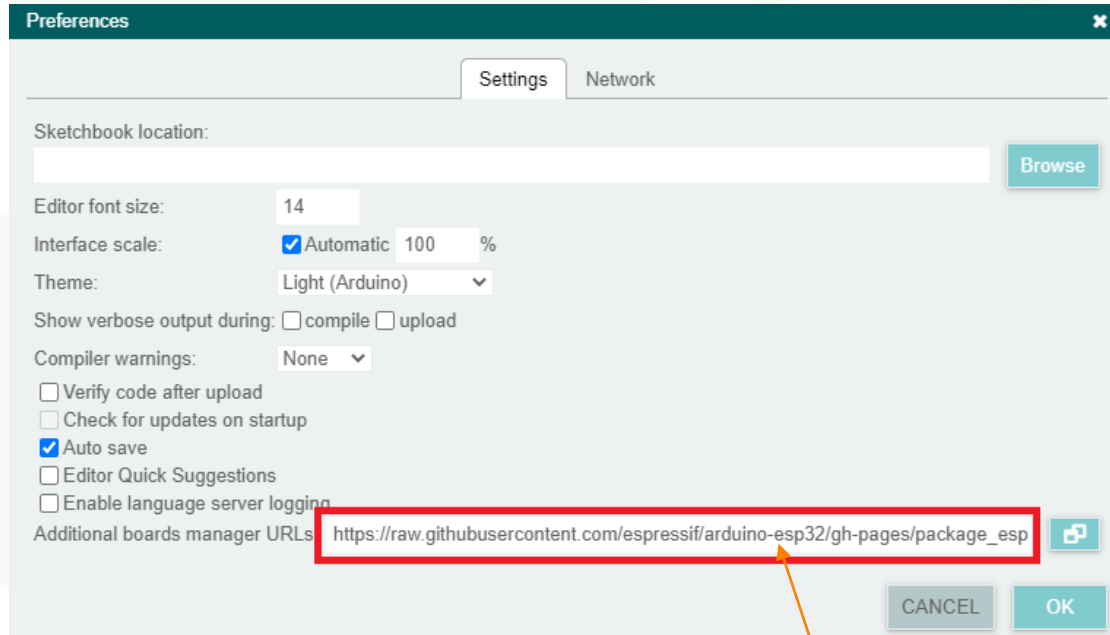 Preferences
Settings Network
Sketchbook location:
Browse
Editor font size: 14
Interface scale: Automatic 100 %
Theme: Light (Arduino)
Show verbose output during: compile upload
Compiler warnings: None
Verify code after upload
Check for updates on startup
Auto save
Editor Quick Suggestions
Enable language server logging
Additional boards manager URLs https://raw.githubusercontent.com/espressif/arduino-esp32/gh-pages/package_esp
CANCEL OK